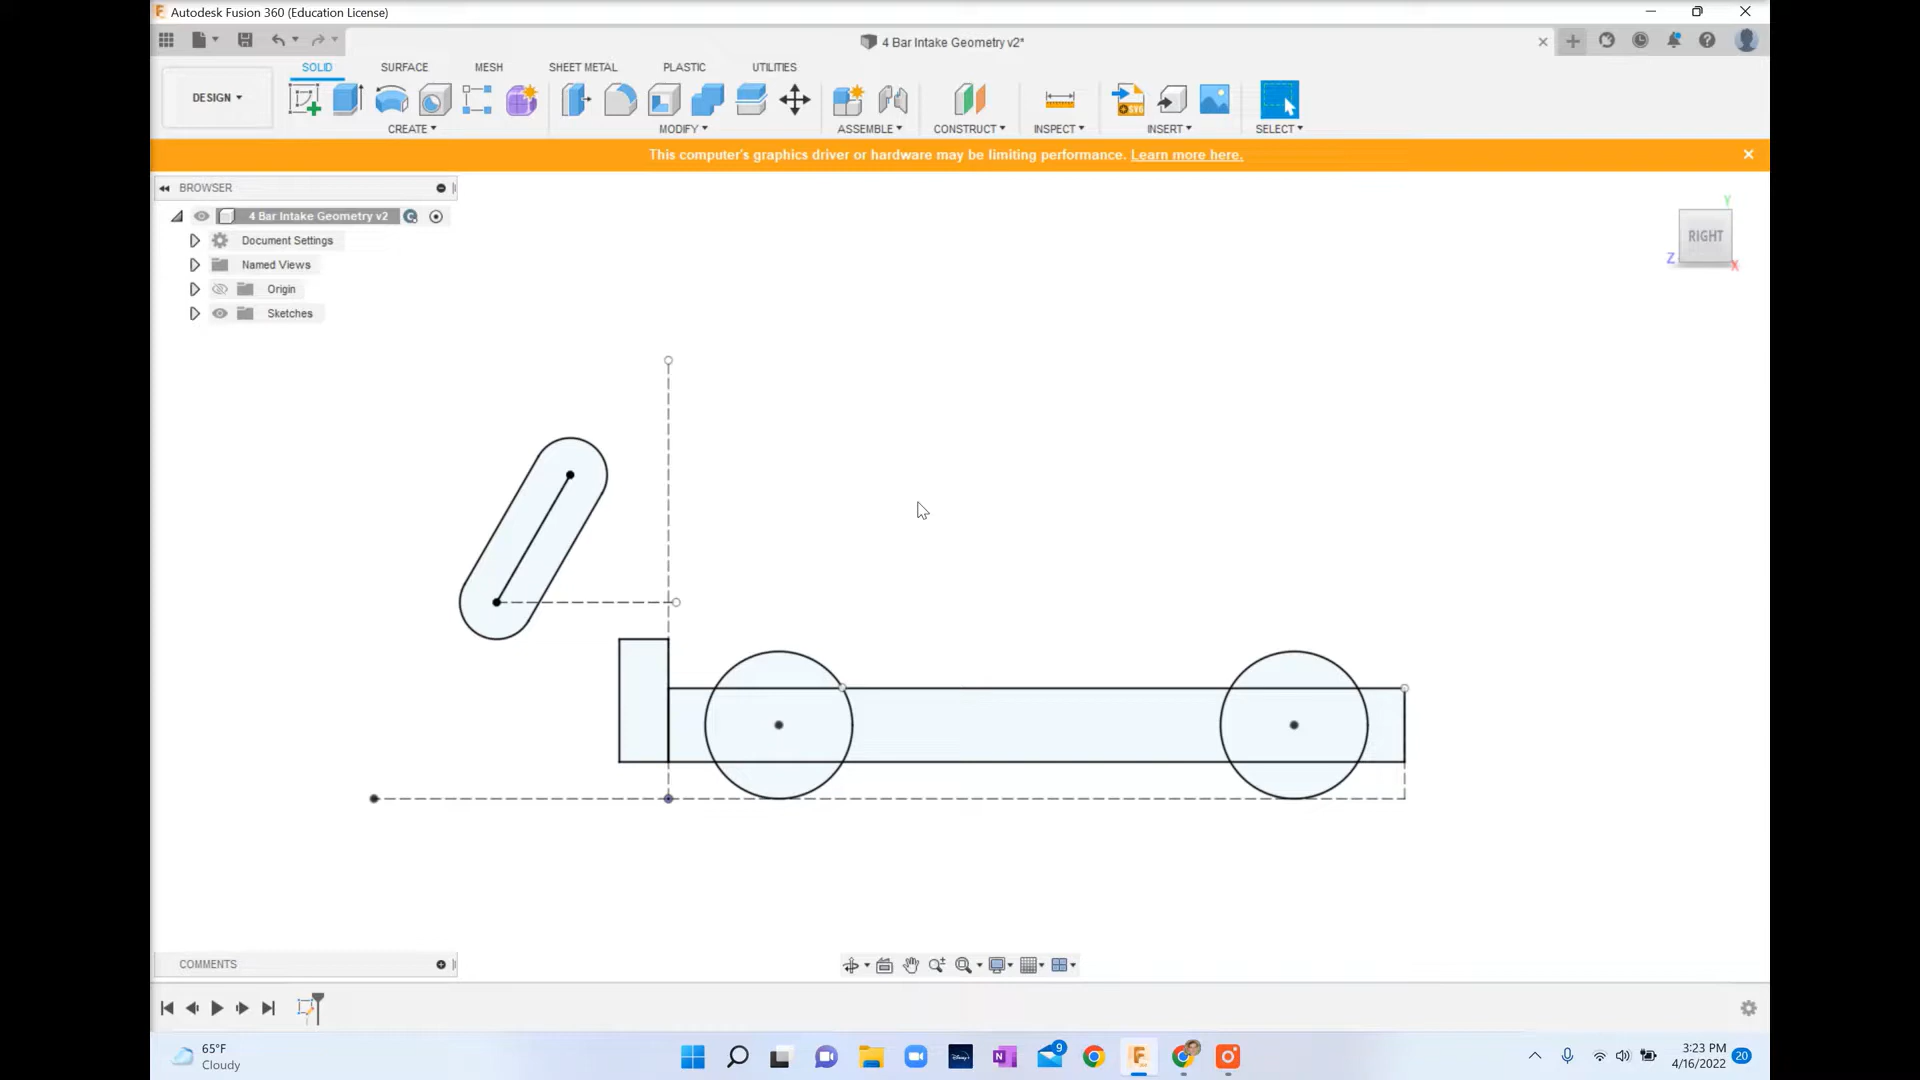 Autodesk Fusion 360 (Education License)
4 Bar Intake Geometry v2*
DESIGN
SOLID
SURFACE
MESH
SHEET METAL
PLASTIC
UTILITIES
CREATE
MODIFY
ASSEMBLE
CONSTRUCT
INSPECT
INSERT
SELECT
This computer's graphics driver or hardware may be limiting performance. Learn more here.
BROWSER
4 Bar Intake Geometry v2
Document Settings
Named Views
Origin
Sketches
Y
RIGHT
Z
X
COMMENTS
65°F
Cloudy
9
3:23 PM
4/16/2022
20